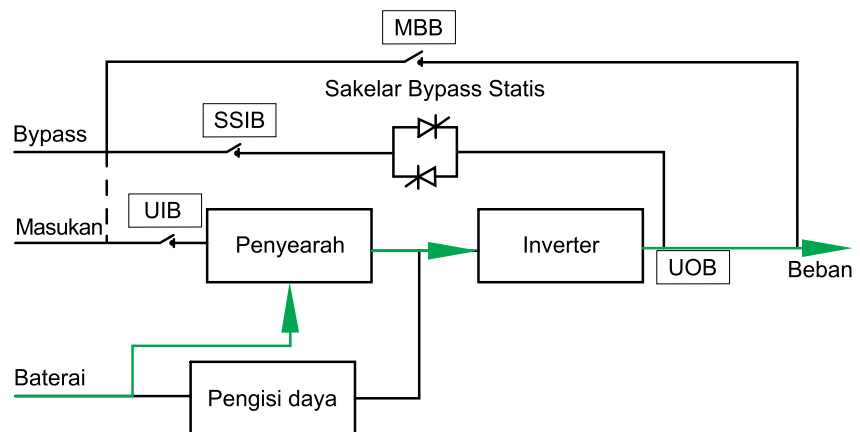 MBB
Sakelar Bypass Statis
SSIB
Bypass
UIB
Masukan
Penyearah
Inverter
UOB
Beban
Baterai
Pengisi daya